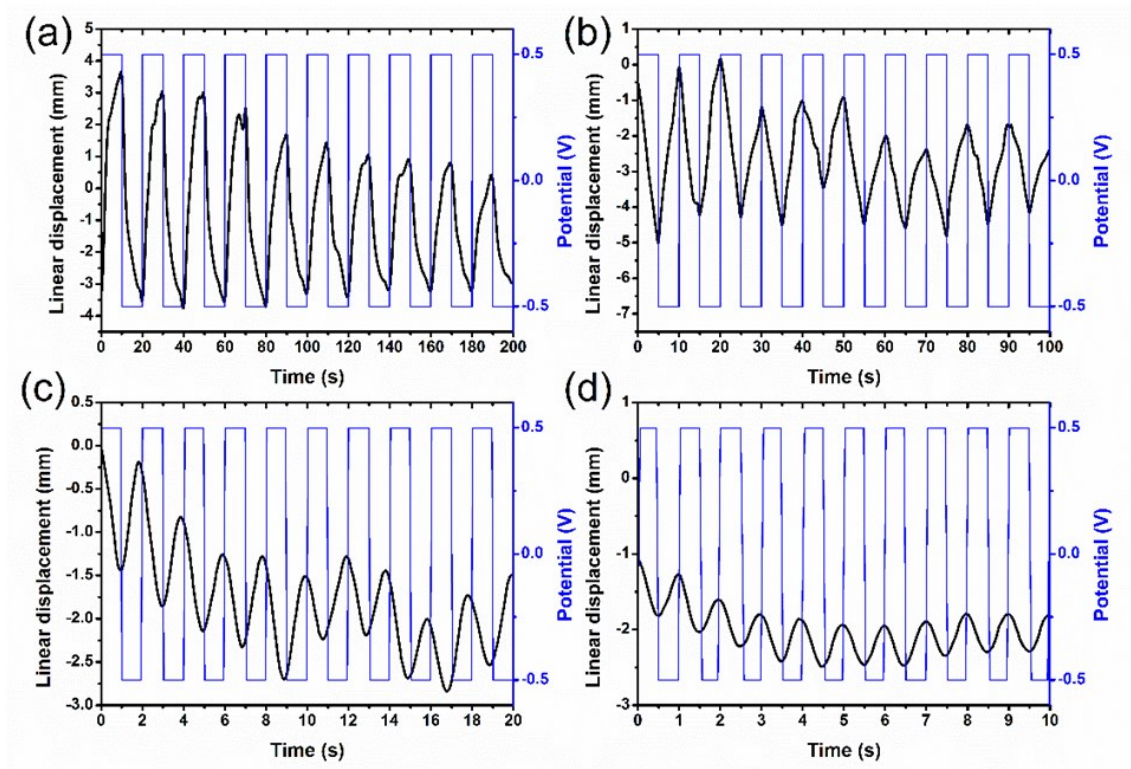 (a)
5
4
3
2
1
0
-1
-2
-3
-4
Linear displacement (mm)
0 20 40 60 80 100 120 140 160 180 200
Time (s)
0.5
0.0
-0.5
Potential (V)
(b)
1
0
-1
-2
-3
-4
-5
-6
-7
Linear displacement (mm)
0 10 20 30 40 50 60 70 80 90 100
Time (s)
0.5
0.0
-0.5
Potential (V)
(c)
0.5
0.0
-0.5
-1.0
-1.5
-2.0
-2.5
-3.0
Linear displacement (mm)
0 2 4 6 8 10 12 14 16 18 20
Time (s)
0.5
0.0
-0.5
Potential (V)
(d)
1
0
-1
-2
-3
Linear displacement (mm)
0 1 2 3 4 5 6 7 8 9 10
Time (s)
0.5
0.0
-0.5
Potential (V)